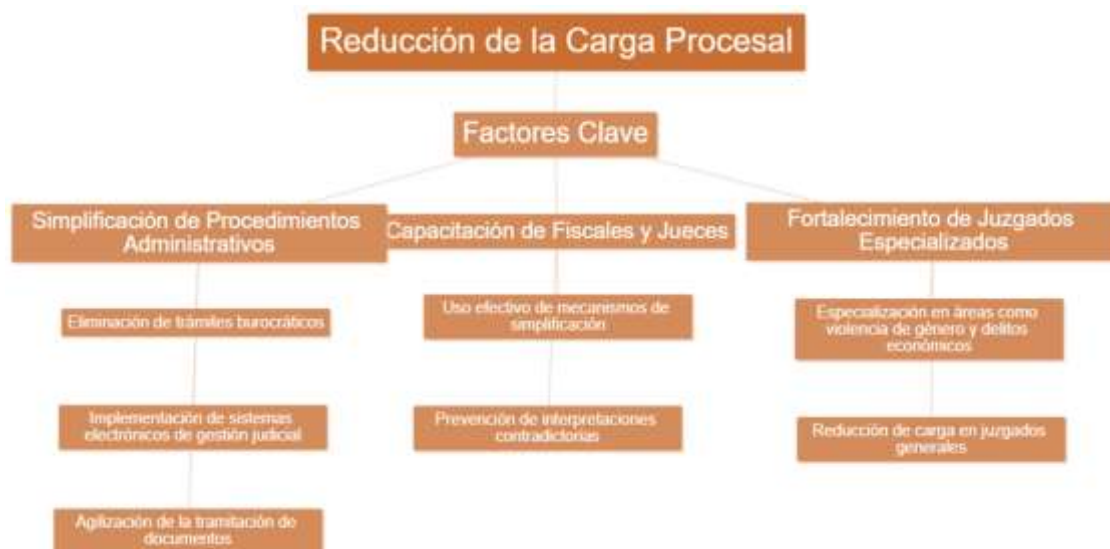 Reducción de la Carga Procesal
Factores Clave
Simplificación de Procedimientos
Administrativos
Capacitación de Fiscales y Jueces
Fortalecimiento de Juzgados
Especializados
Eliminación de trámites burocráticos
Uso efectivo de mecanismos de
simplificación
Especialización en áreas como
violencia de género y delitos
económicos
Implementación de sistemas
electrónicos de gestión judicial
Prevención de interpretaciones
contradictorias
Reducción de carga en juzgados
generales
Agilización de la tramitación de
documentos